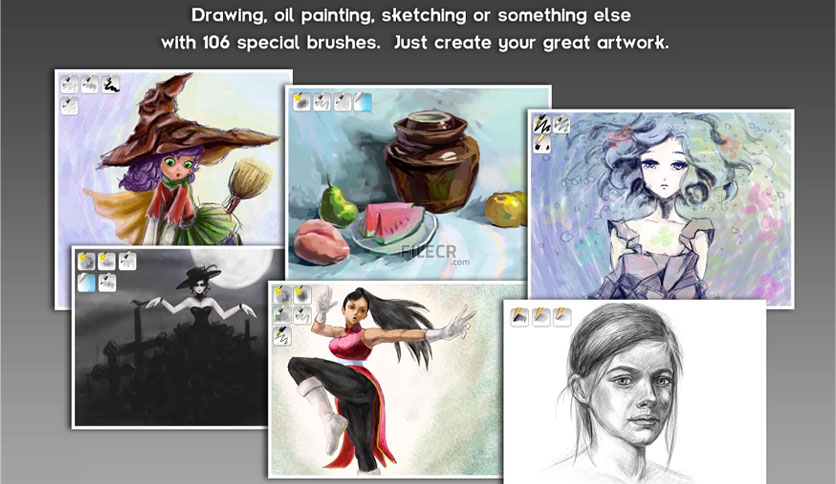 Drawing, oil painting, sketching or something else
with 106 special brushes.  Just create your great artwork.
FILECR
.com